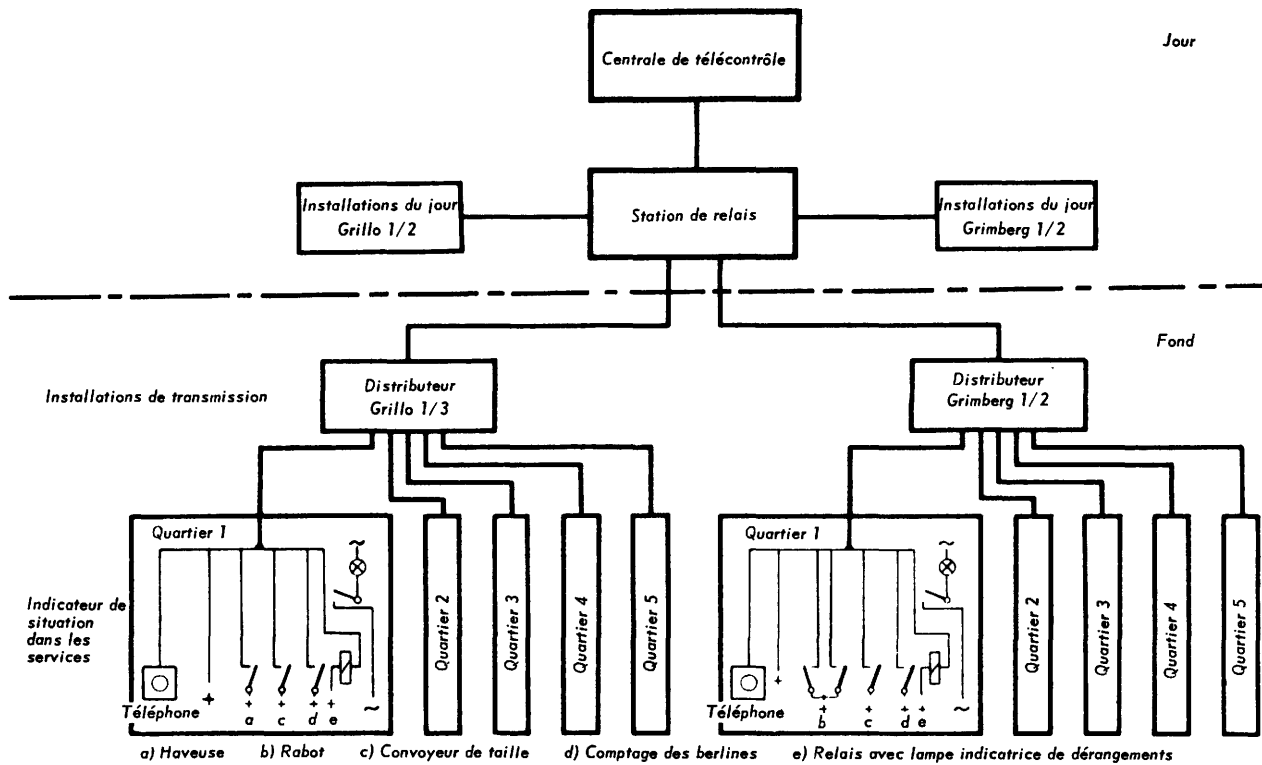 Jour
Centrale de télécontrôle
Installations du jour
Grillo 1/2
Station de relais
Installations du jour
Grimberg 1/2
Fond
Installations de transmission
Distributeur
Grillo 1/3
Distributeur
Grimberg 1/2
Indicateur de
situation
dans les
services
Quartier 1
~
+
+
a
+
c
+
d
+
e
~
Téléphone
Quartier 2
Quartier 3
Quartier 4
Quartier 5
Quartier 1
~
+
+
b
+
c
+
d
+
e
~
Téléphone
Quartier 2
Quartier 3
Quartier 4
Quartier 5
a) Haveuse b) Rabot c) Convoyeur de taille d) Comptage des berlines e) Relais avec lampe indicatrice de dérangements